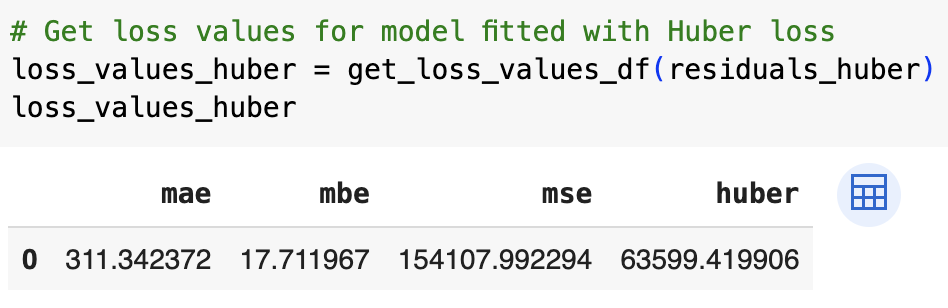 # Get loss values for model fitted with Huber loss
loss_values_huber = get_loss_values_df(residuals_huber)
loss_values_huber
mae mbe mse huber
0 311.342372 17.711967 154107.992294 63599.419906